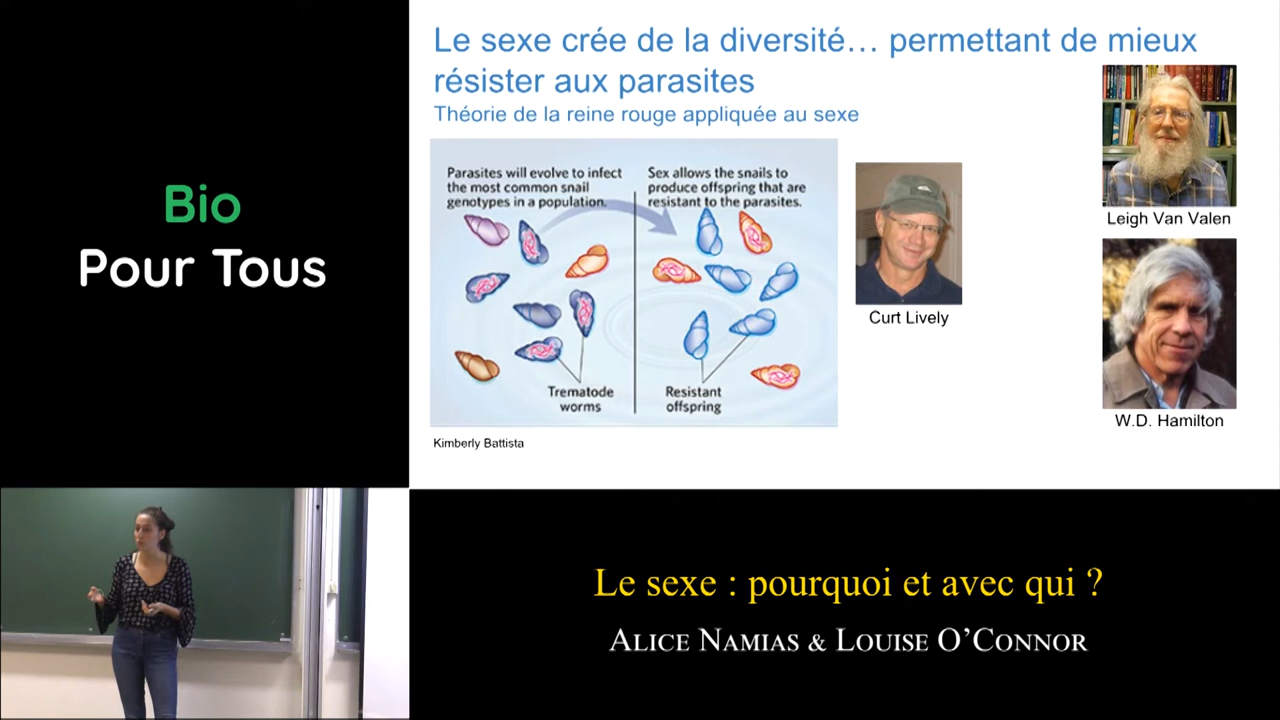 Bio
Pour Tous
Le sexe crée de la diversité… permettant de mieux
résister aux parasites
Théorie de la reine rouge appliquée au sexe
Parasites will evolve to infect
the most common snail
genotypes in a population.
Sex allows the snails to
produce offspring that are
resistant to the parasites.
Trematode
worms
Resistant
offspring
Kimberly Battista
Curt Lively
Leigh Van Valen
W.D. Hamilton
Le sexe : pourquoi et avec qui ?
ALICE NAMIAS & LOUISE O’CONNOR